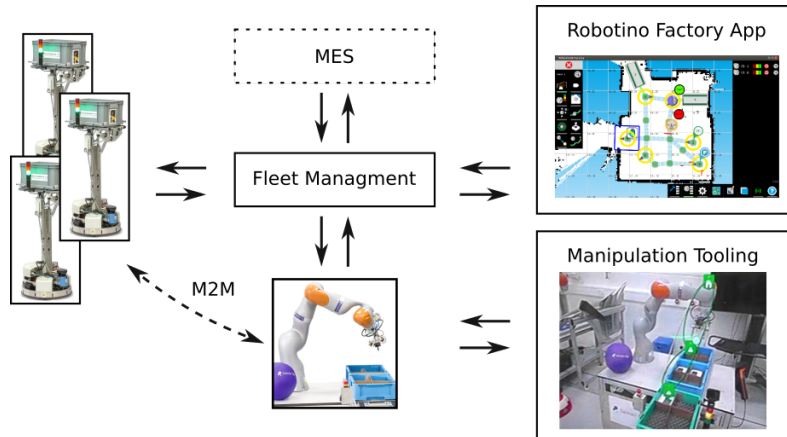 MES
Robotino Factory App
Fleet Managment
M2M
Manipulation Tooling